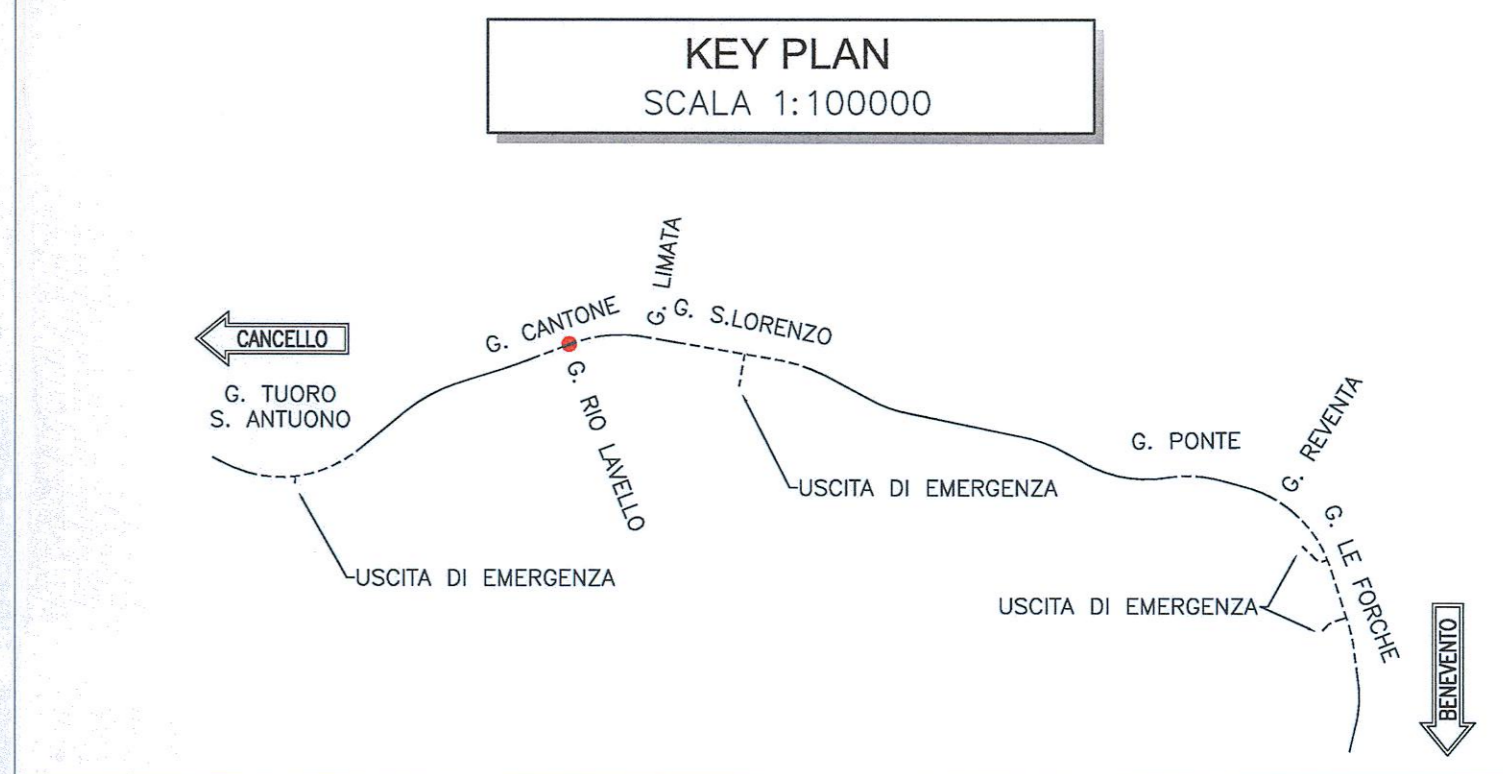 KEY PLAN
SCALA 1:100000
CANCELLO
G. TUORO
S. ANTUONO
G. CANTONE
G. RIO LAVELLO
G. LIMATA
G. S.LORENZO
USCITA DI EMERGENZA
USCITA DI EMERGENZA
G. PONTE
G. REVENTA
G. LE FORCHE
USCITA DI EMERGENZA
BENEVENTO